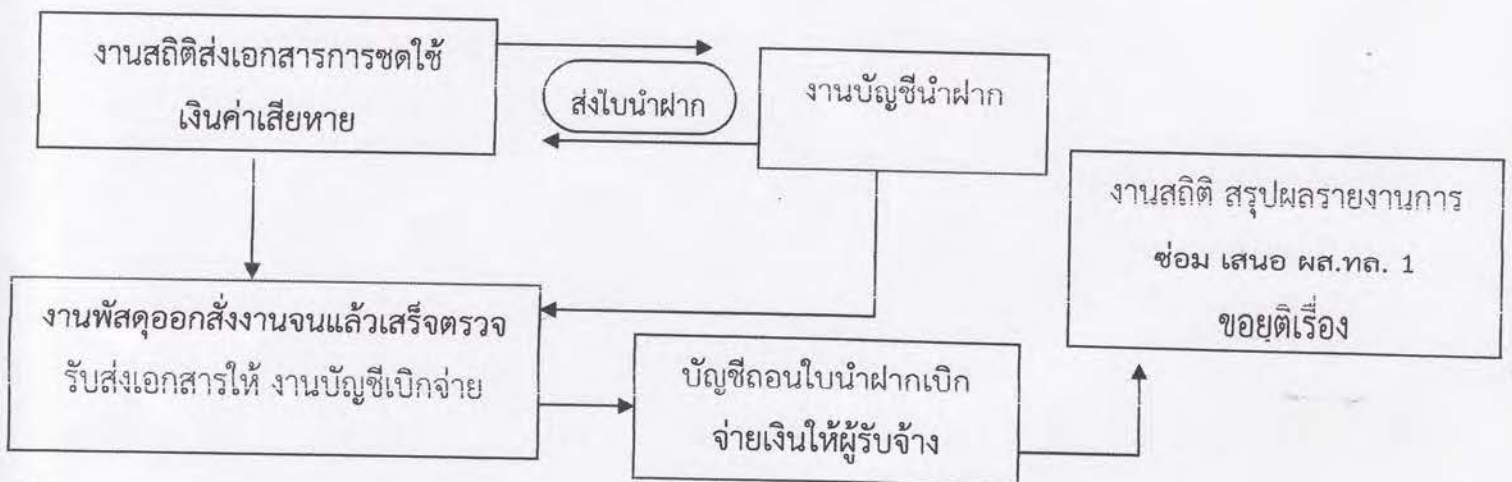 งานสถิติส่งเอกสารการชดใช้
เงินค่าเสียหาย
ส่งใบนำฝาก
งานบัญชีนำฝาก
งานสถิติ สรุปผลรายงานการ
ซ่อม เสนอ ผส.ทล. 1
ขอยุติเรื่อง
งานพัสดุออกสั่งงานจนแล้วเสร็จตรวจ
รับส่งเอกสารให้ งานบัญชีเบิกจ่าย
บัญชีถอนใบนำฝากเบิก
จ่ายเงินให้ผู้รับจ้าง